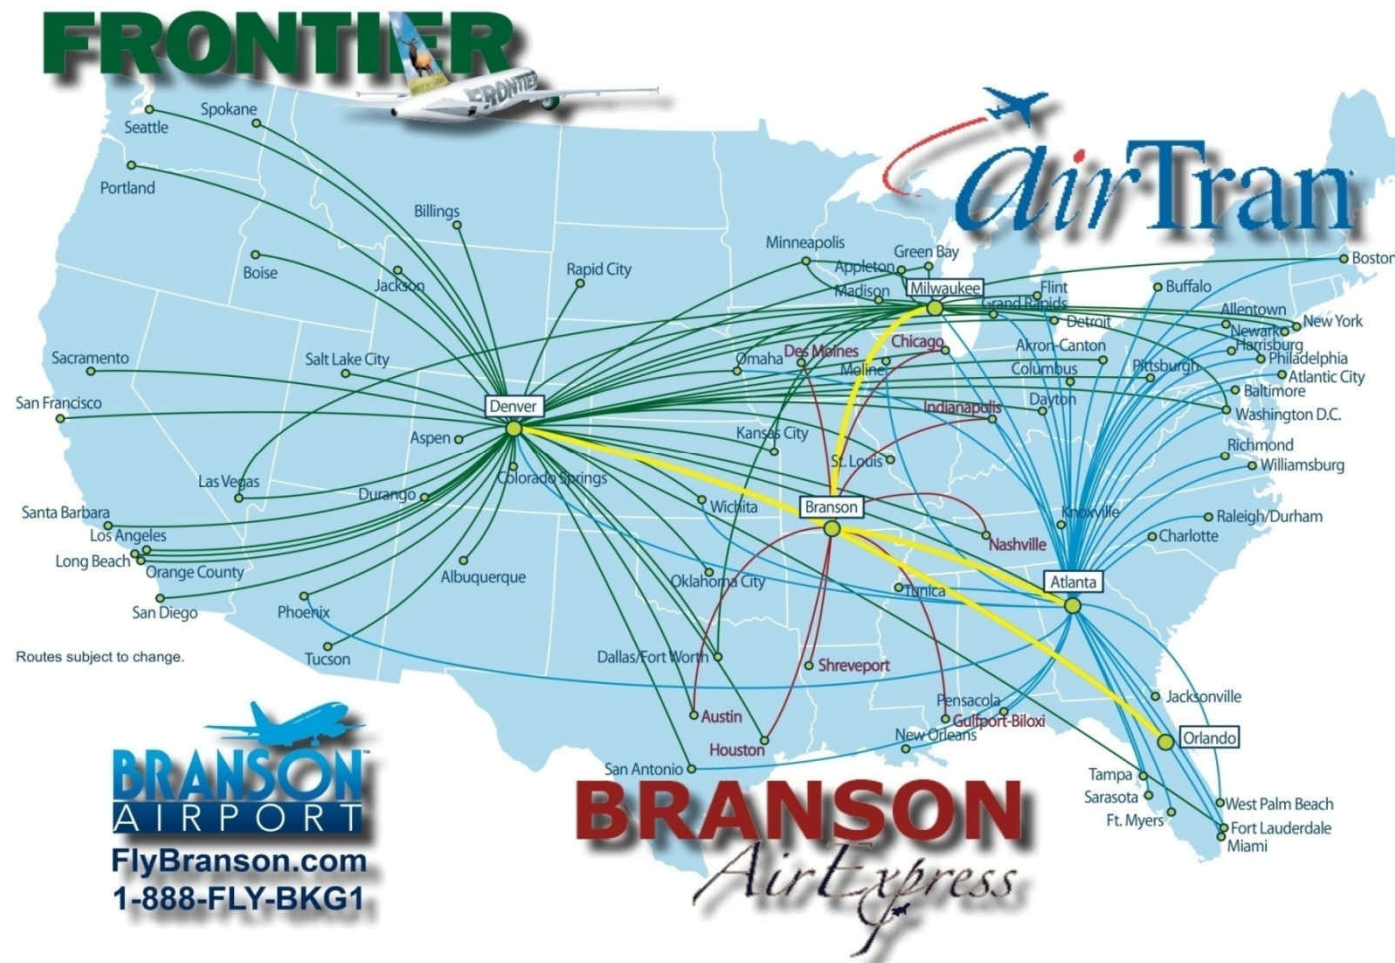 FRONTIER
FRONTIER
airTran
Spokane
Seattle
Portland
Billings
Boise
Jackson
Rapid City
Minneapolis
Green Bay
Appleton
Boston
Madison
Milwaukee
Flint
Buffalo
Grand Rapids
Detroit
Allentown
New York
Newark
Harrisburg
Sacramento
Salt Lake City
Omaha
Des Moines
Chicago
Moline
Akron-Canton
Columbus
Pittsburgh
Philadelphia
Atlantic City
Baltimore
San Francisco
Denver
Indianapolis
Dayton
Washington D.C.
Aspen
Kansas City
St. Louis
Richmond
Williamsburg
Las Vegas
Durango
Colorado Springs
Wichita
Branson
Knoxville
Raleigh/Durham
Santa Barbara
Los Angeles
Long Beach
Orange County
Nashville
Charlotte
Albuquerque
Oklahoma City
Tunica
Atlanta
San Diego
Phoenix
Tucson
Routes subject to change.
Dallas/Fort Worth
Shreveport
Pensacola
Jacksonville
Austin
Gulfport-Biloxi
Houston
New Orleans
Orlando
San Antonio
Tampa
Sarasota
Ft. Myers
West Palm Beach
Fort Lauderdale
Miami
BRANSON
AIRPORT
FlyBranson.com
1-888-FLY-BKG1
BRANSON
AirExpress